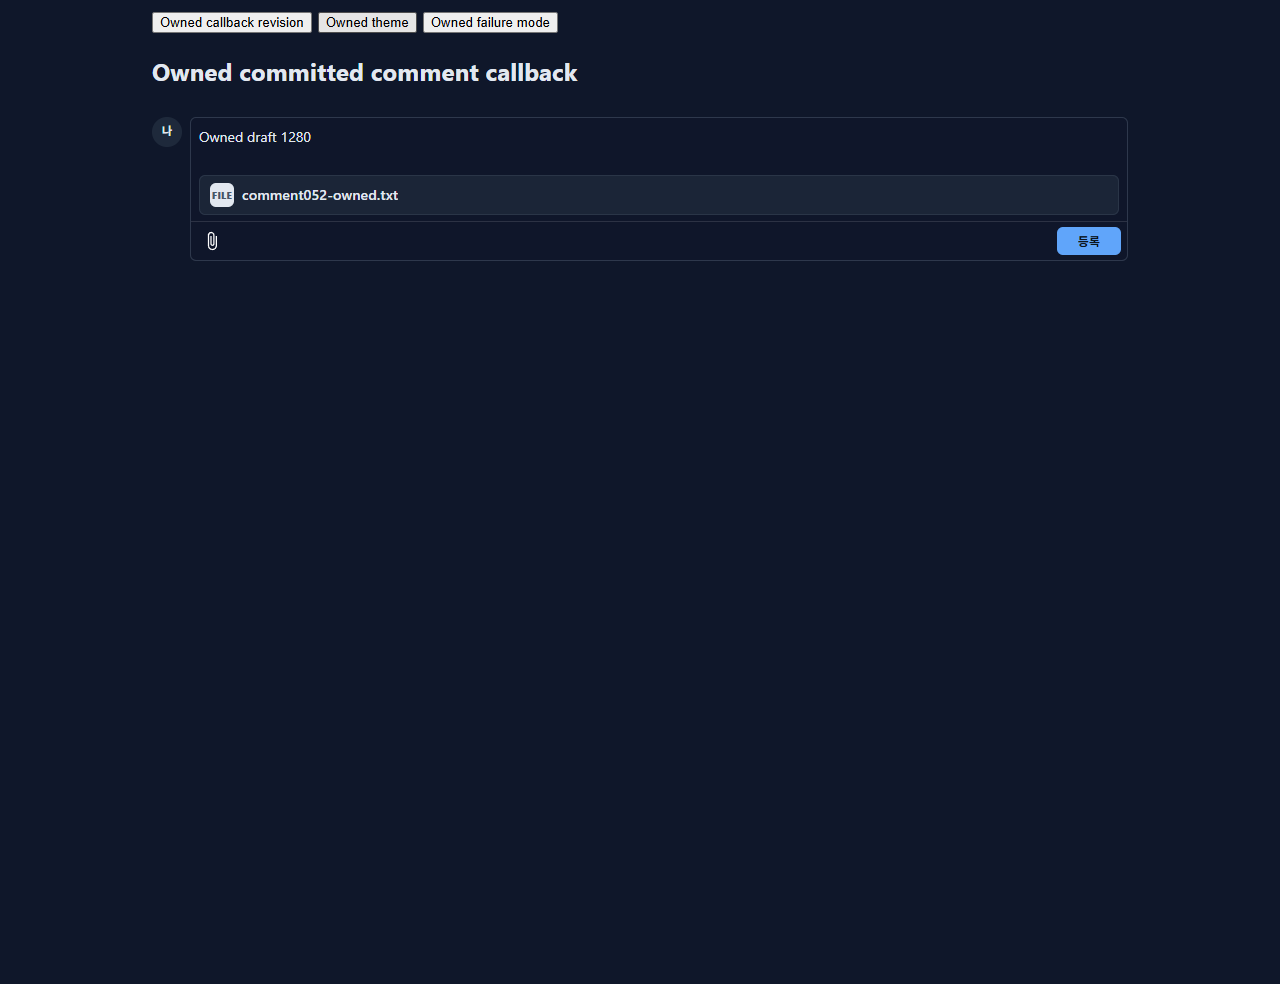 Owned callback revision Owned theme Owned failure mode
Owned committed comment callback
나
Owned draft 1280
FILE comment052-owned.txt
등록